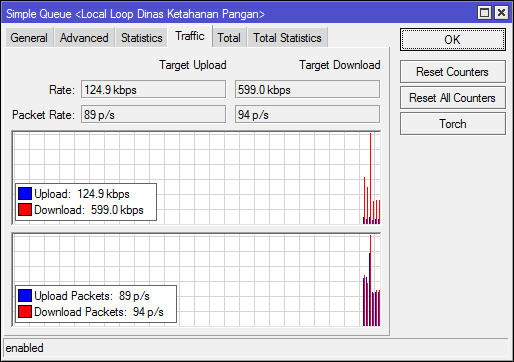 Simple Queue <Local Loop Dinas Ketahanan Pangan>
General Advanced Statistics Traffic Total Total Statistics
OK
Target Upload Target Download
Reset Counters
Rate: 124.9 kbps 599.0 kbps
Reset All Counters
Packet Rate: 89 p/s 94 p/s
Torch
Upload: 124.9 kbps
Download: 599.0 kbps
Upload Packets: 89 p/s
Download Packets: 94 p/s
enabled